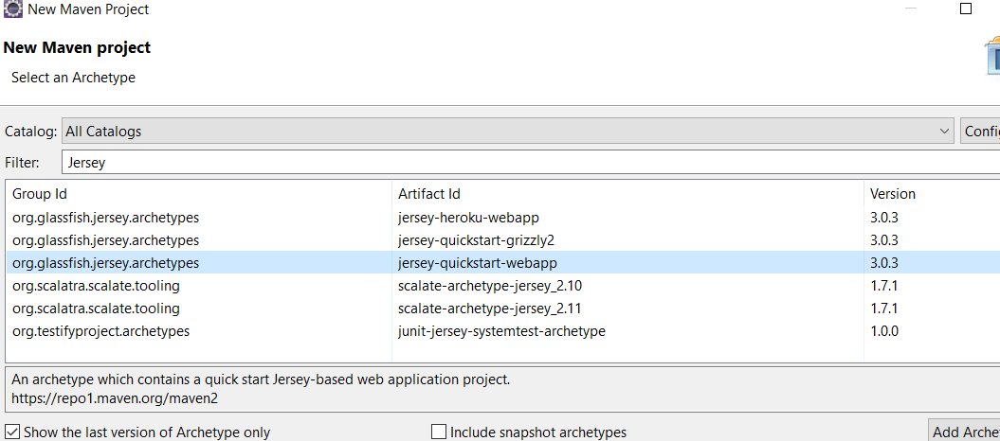 New Maven Project
New Maven project
Select an Archetype
Catalog: All Catalogs
Filter: Jersey
Group Id Artifact Id Version
org.glassfish.jersey.archetypes jersey-heroku-webapp 3.0.3
org.glassfish.jersey.archetypes jersey-quickstart-grizzly2 3.0.3
org.glassfish.jersey.archetypes jersey-quickstart-webapp 3.0.3
org.scalatra.scalate.tooling scalate-archetype-jersey_2.10 1.7.1
org.scalatra.scalate.tooling scalate-archetype-jersey_2.11 1.7.1
org.testifyproject.archetypes junit-jersey-systemtest-archetype 1.0.0
An archetype which contains a quick start Jersey-based web application project.
https://repo1.maven.org/maven2
Show the last version of Archetype only Include snapshot archetypes Add